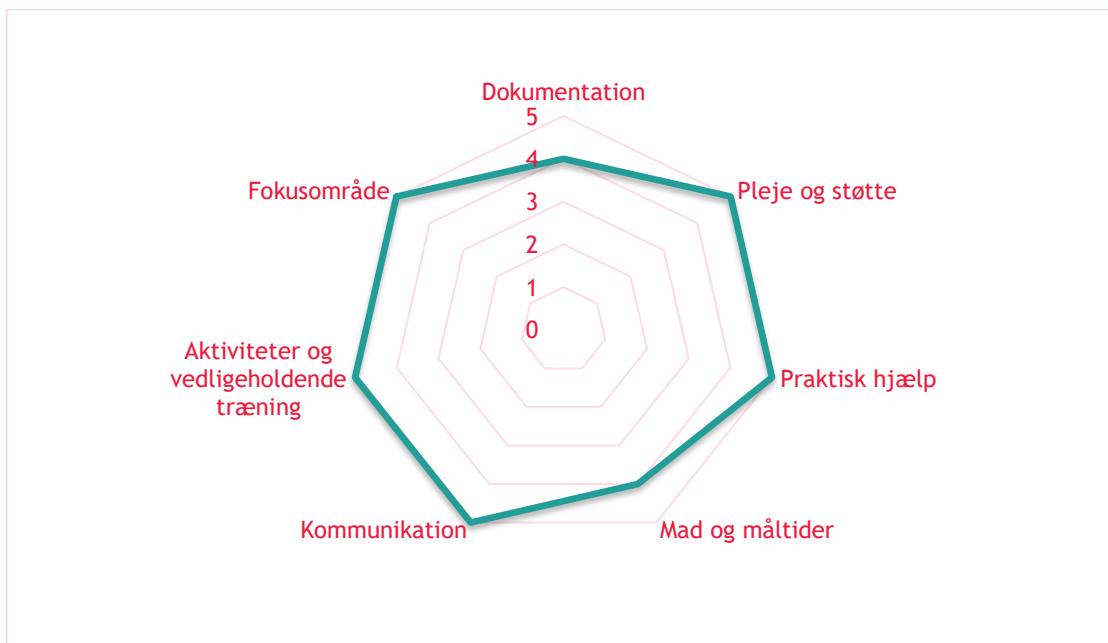 Dokumentation
5
4
3
2
1
0
Pleje og støtte
Praktisk hjælp
Mad og måltider
Kommunikation
Aktiviteter og
vedligeholdende
træning
Fokusområde